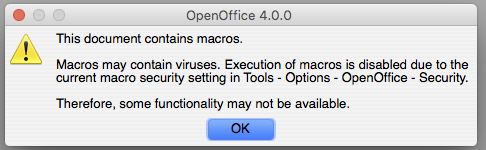 OpenOffice 4.0.0
This document contains macros.
Macros may contain viruses. Execution of macros is disabled due to the
current macro security setting in Tools - Options - OpenOffice - Security.
Therefore, some functionality may not be available.
OK